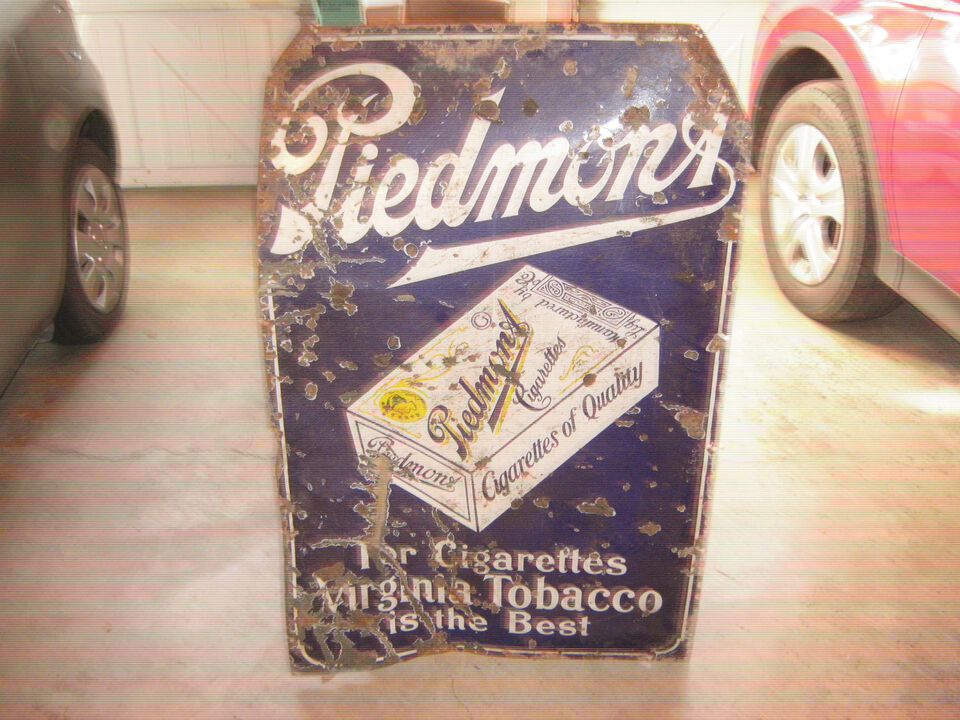 Piedmont
Manufactured by
Piedmont
Cigarettes
Cigarettes of Quality
Piedmont
For Cigarettes
Virginia Tobacco
is the Best